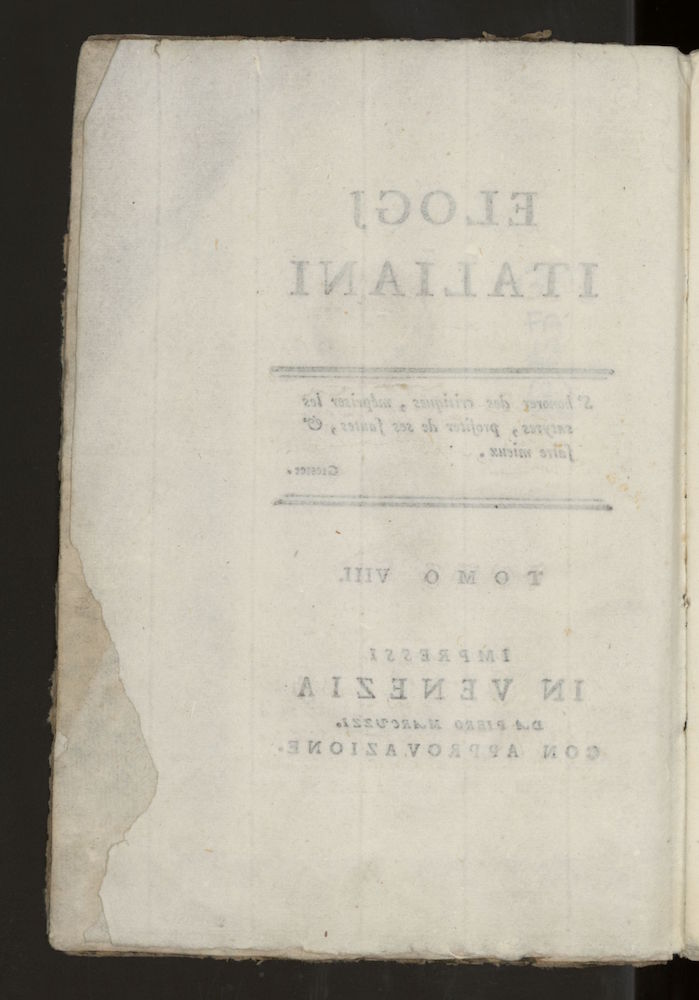 ELOGJ
ITALIANI
S'honorer des critiques, mépriser les
satyres, profiter de ses fautes, &
faire mieux.
TOMO VIII.
IMPRESSI
IN VENEZIA
DA PIERO MARCUZZI.
CON APPROVAZIONE.